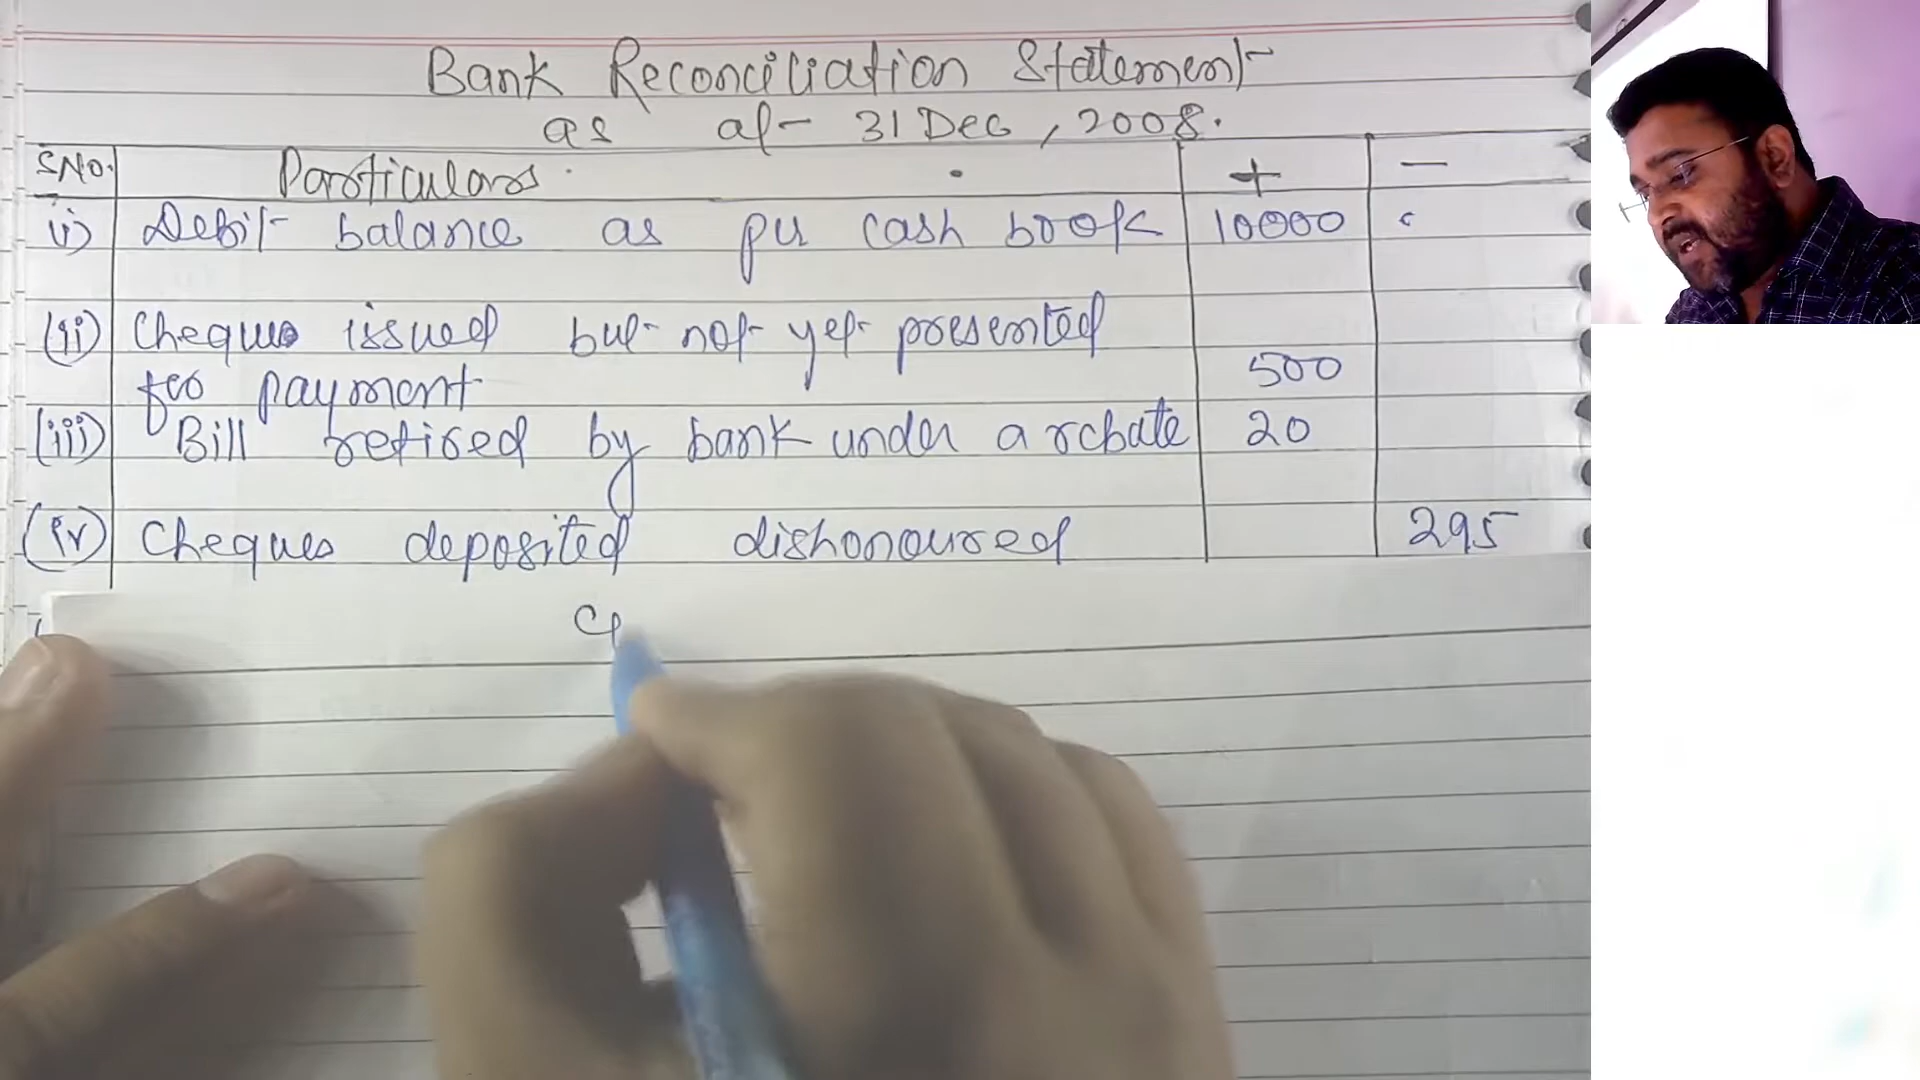 Bank Reconciliation Statement
as at 31 Dec, 2008.
S.No. Particulars + -
(i) Debit balance as per cash book 10000
(ii) Cheques issued but not yet presented
for payment 500
(iii) Bill retired by bank under a rebate 20
(iv) Cheques deposited dishonoured 295